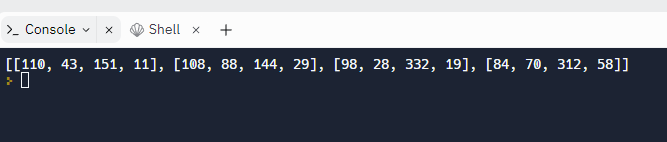 Console
Shell
[[110, 43, 151, 11], [108, 88, 144, 29], [98, 28, 332, 19], [84, 70, 312, 58]]